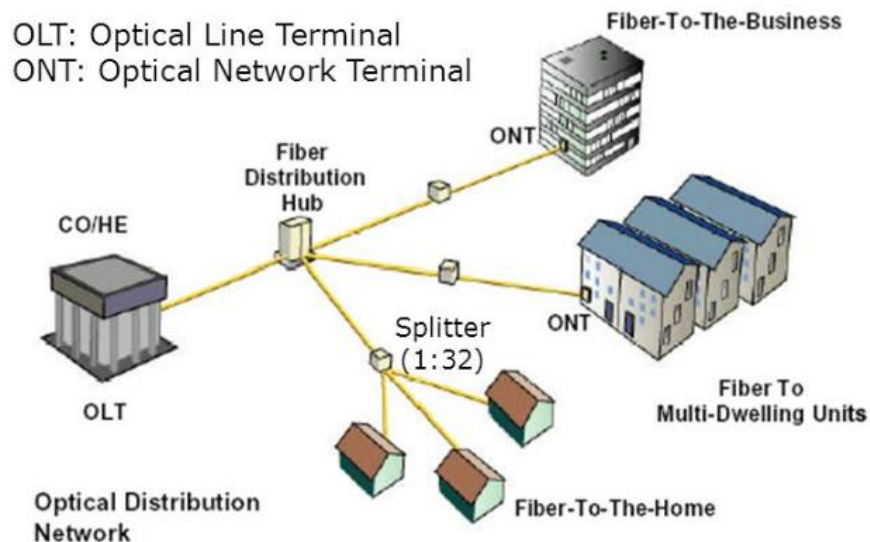 OLT: Optical Line Terminal
ONT: Optical Network Terminal
Fiber-To-The-Business
ONT
Fiber
Distribution
Hub
CO/HE
OLT
Splitter
(1:32)
ONT
Fiber To
Multi-Dwelling Units
Fiber-To-The-Home
Optical Distribution
Network